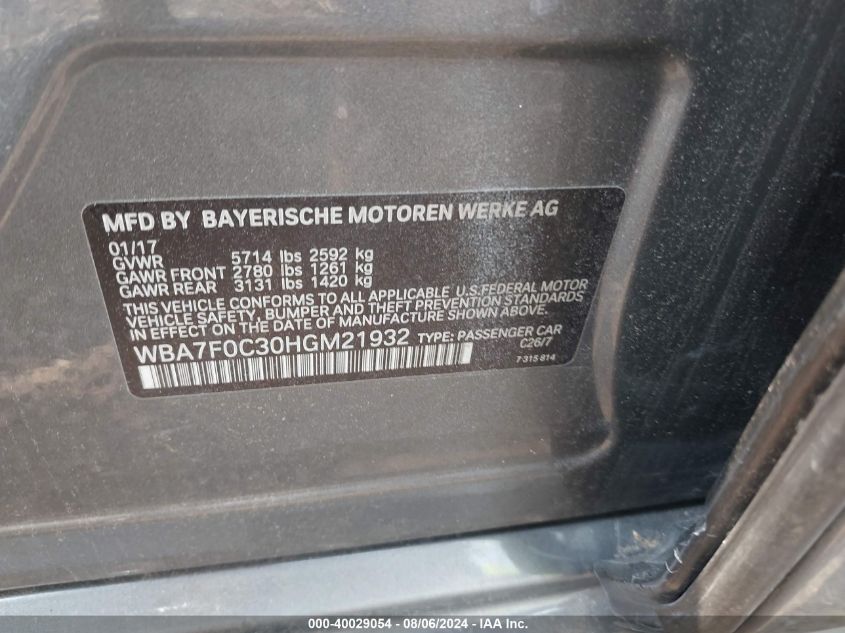 MFD BY BAYERISCHE MOTOREN WERKE AG
01/17
GVWR 5714 lbs 2592 kg
GAWR FRONT 2780 lbs 1261 kg
GAWR REAR 3131 lbs 1420 kg
THIS VEHICLE CONFORMS TO ALL APPLICABLE U.S.FEDERAL MOTOR
VEHICLE SAFETY, BUMPER AND THEFT PREVENTION STANDARDS
IN EFFECT ON THE DATE OF MANUFACTURE SHOWN ABOVE.
WBA7F0C30HGM21932 TYPE: PASSENGER CAR
C26/7
7 315 814
000-40029054 - 08/06/2024 - IAA Inc.